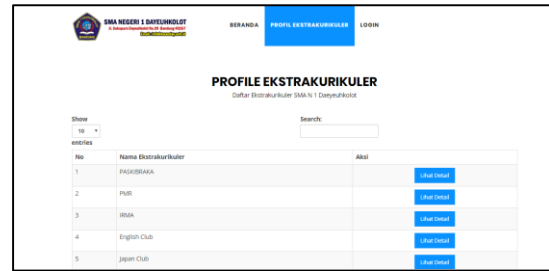 SMA NEGERI 1 DAYEUHKOLOT
BERANDA
PROFIL EKSTRAKURIKULER
LOGIN
PROFILE EKSTRAKURIKULER
Daftar Ekstrakurikuler SMA N 1 Daeyeuhkolot
Show
10
entries
Search:
No Nama Ekstrakurikuler Aksi
1 PASKIBRAKA Lihat Detail
2 PMR Lihat Detail
3 IRMA Lihat Detail
4 English Club Lihat Detail
5 Japan Club Lihat Detail